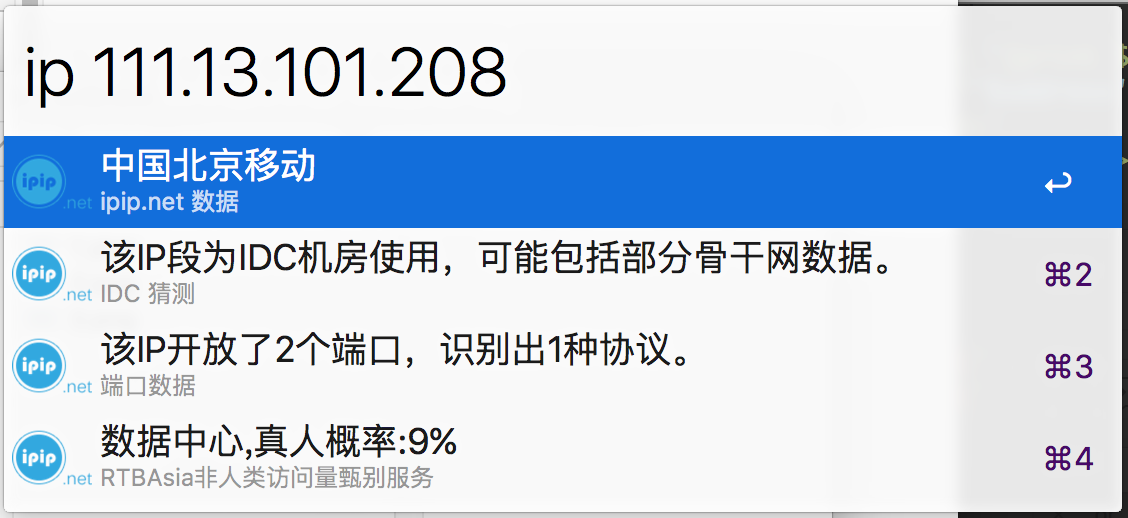 ip 111.13.101.208
中国北京移动
ipip
.net
ipip.net 数据
↩
该IP段为IDC机房使用，可能包括部分骨干网数据。
ipip
.net
IDC 猜测
⌘2
该IP开放了2个端口，识别出1种协议。
ipip
.net
端口数据
⌘3
数据中心,真人概率:9%
ipip
.net
RTBAsia非人类访问量甄别服务
⌘4